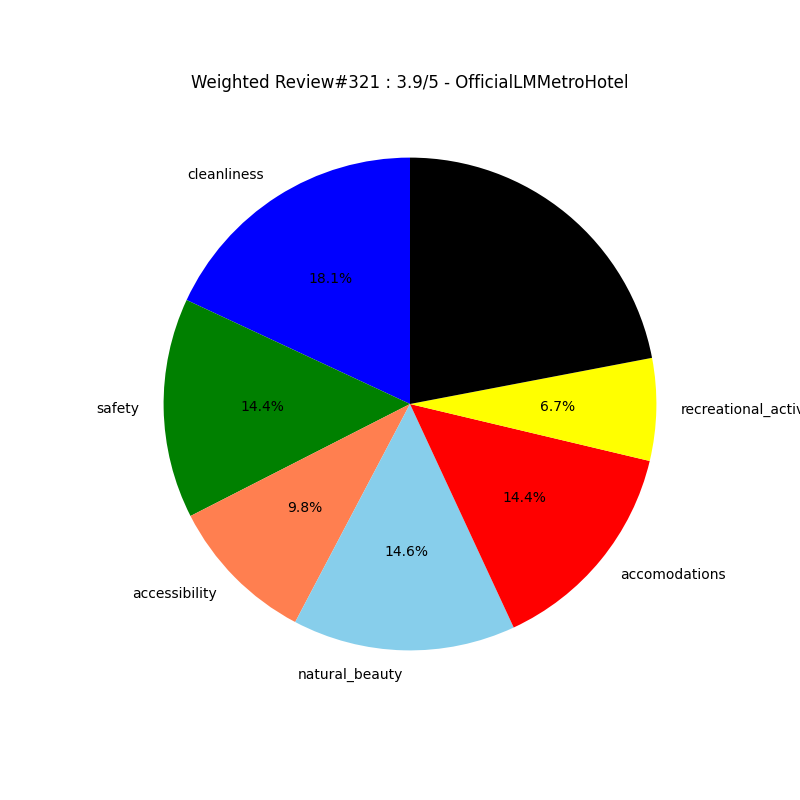 Weighted Review#321 : 3.9/5 - OfficialLMMetroHotel
cleanliness
18.1%
safety
14.4%
6.7%
recreational_activ
14.4%
9.8%
14.6%
accomodations
accessibility
natural_beauty